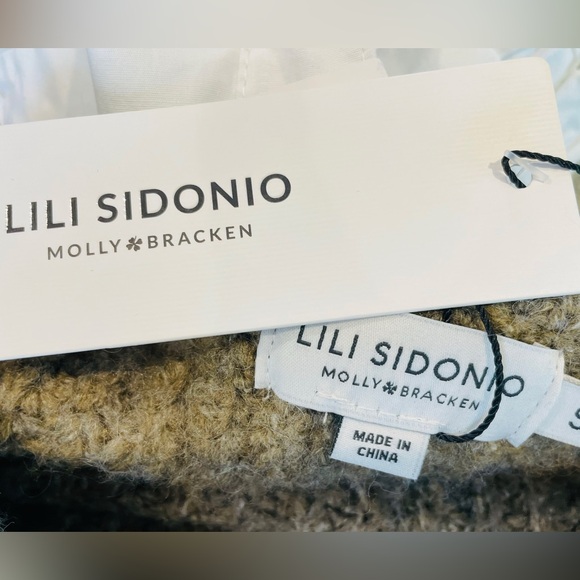 LILI SIDONIO
MOLLY BRACKEN
LILI SIDONIO
MOLLY BRACKEN
MADE IN
CHINA
S